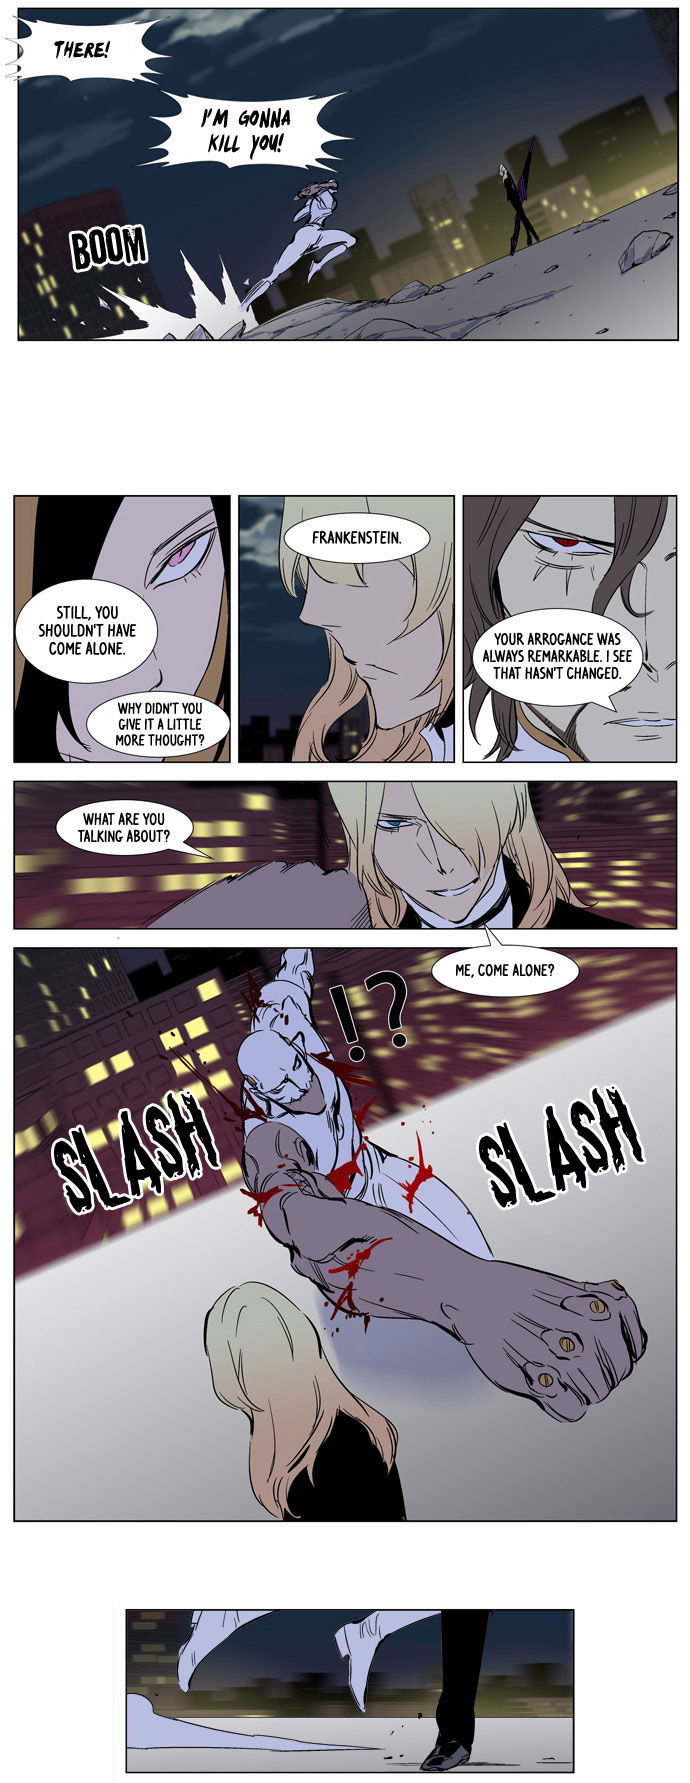 THERE!
I'M GONNA
KILL YOU!
BOOM
STILL, YOU
SHOULDN'T HAVE
COME ALONE.
WHY DIDN'T YOU
GIVE IT A LITTLE
MORE THOUGHT?
FRANKENSTEIN.
YOUR ARROGANCE WAS
ALWAYS REMARKABLE. I SEE
THAT HASN'T CHANGED.
WHAT ARE YOU
TALKING ABOUT?
ME, COME ALONE?
!?
SLASH
SLASH